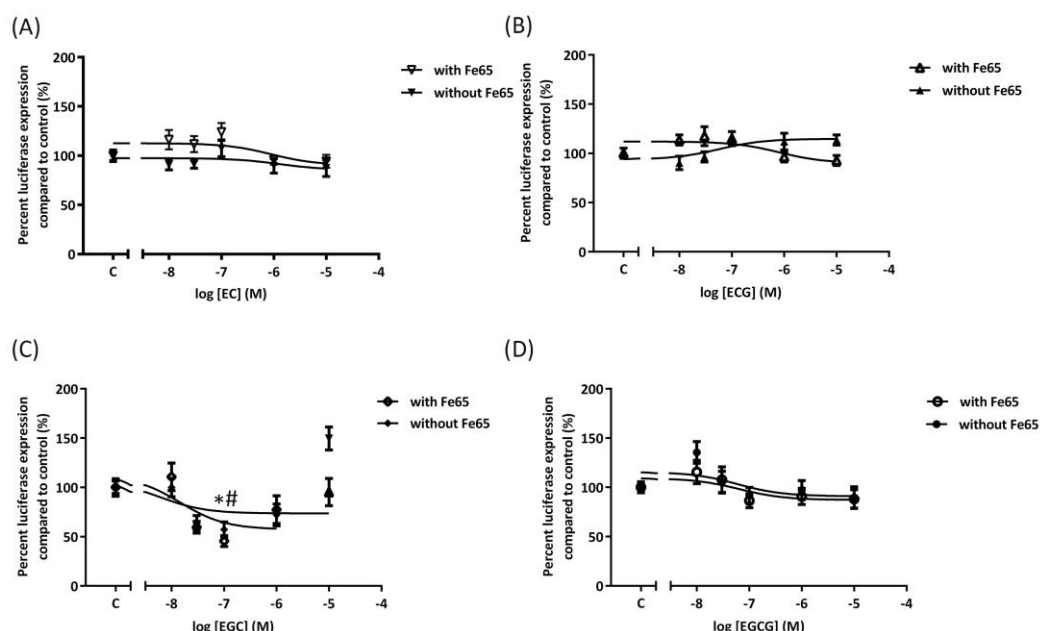 (A)
Percent luciferase expression
compared to control (%)
200
150
100
50
0
C
-8
-7
-6
-5
-4
log [EC] (M)
with Fe65
without Fe65
(B)
Percent luciferase expression
compared to control (%)
200
150
100
50
0
C
-8
-7
-6
-5
-4
log [ECG] (M)
with Fe65
without Fe65
(C)
Percent luciferase expression
compared to control (%)
200
150
100
50
0
*#
C
-8
-7
-6
-5
-4
log [EGC] (M)
with Fe65
without Fe65
(D)
Percent luciferase expression
compared to control (%)
200
150
100
50
0
C
-8
-7
-6
-5
-4
log [EGCG] (M)
with Fe65
without Fe65